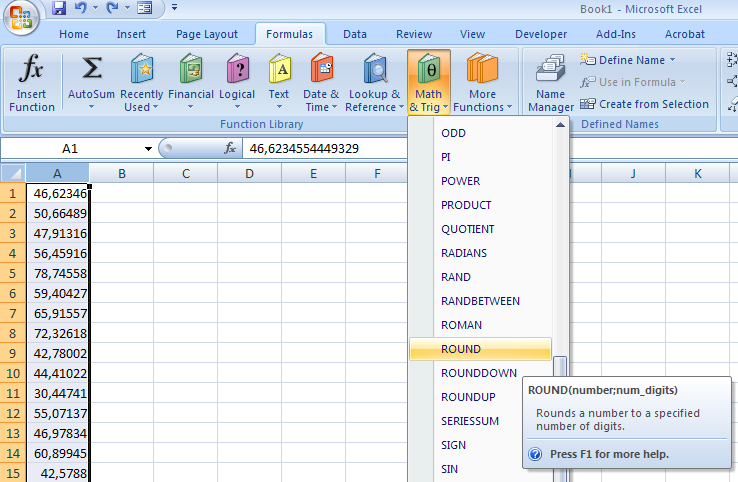 Book1 - Microsoft Excel
Home Insert Page Layout Formulas Data Review View Developer Add-Ins Acrobat
Insert Function
AutoSum
Recently Used
Financial
Logical
Text
Date & Time
Lookup & Reference
Math & Trig
More Functions
Name Manager
Define Name
Use in Formula
Create from Selection
Function Library
Defined Names
A1 fx 46,6234554449329
A B C D E F J K
1 46,62346
2 50,66489
3 47,91316
4 56,45916
5 78,74558
6 59,40427
7 65,91557
8 72,32618
9 42,78002
10 44,41022
11 30,44741
12 55,07137
13 46,97834
14 60,89945
15 42,5788
ODD
PI
POWER
PRODUCT
QUOTIENT
RADIANS
RAND
RANDBETWEEN
ROMAN
ROUND
ROUNDDOWN
ROUNDUP
SERIESSUM
SIGN
SIN
ROUND(number;num_digits)
Rounds a number to a specified
number of digits.
Press F1 for more help.